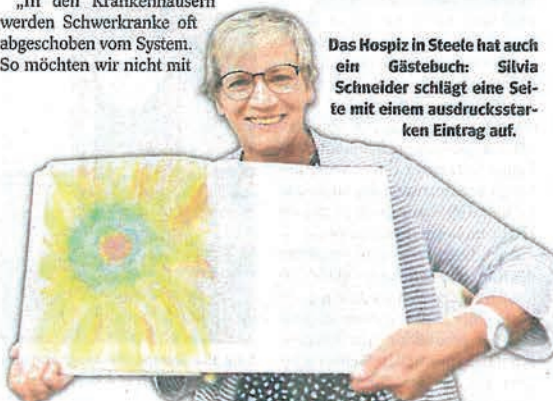 „In den Krankenhäusern
werden Schwerkranke oft
abgeschoben vom System.
So möchten wir nicht mit
Das Hospiz in Steele hat auch
ein Gästebuch: Silvia
Schneider schlägt eine Sei-
te mit einem ausdrucksstar-
ken Eintrag auf.